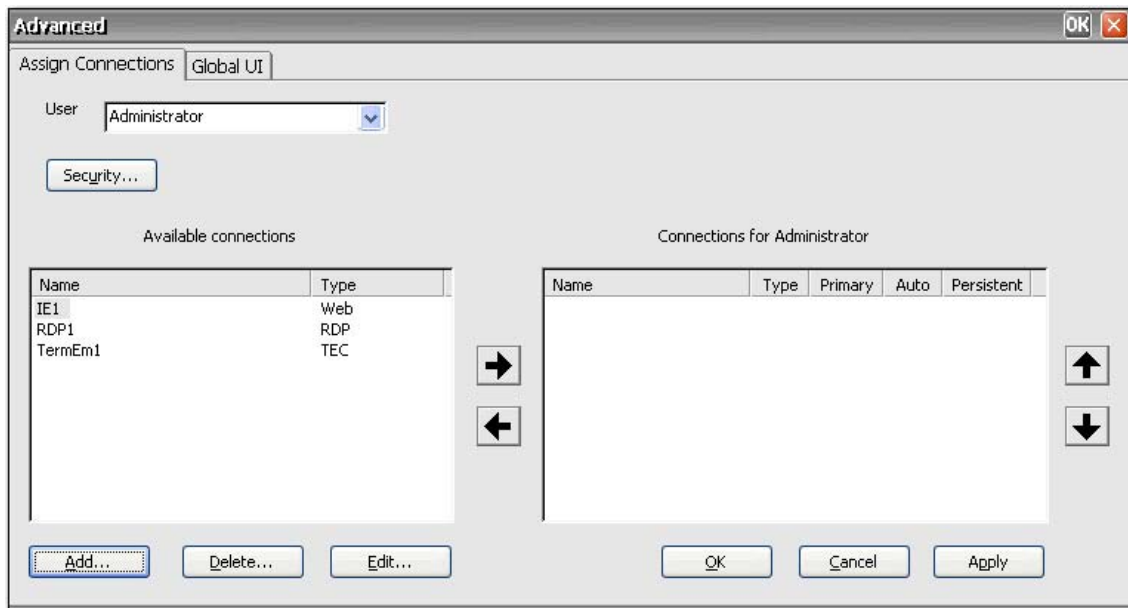 Advanced OK
Assign Connections Global UI
User Administrator
Security...
Available connections Connections for Administrator
Name Type Name Type Primary Auto Persistent
IE1 Web
RDP1 RDP
TermEm1 TEC
Add... Delete... Edit... OK Cancel Apply